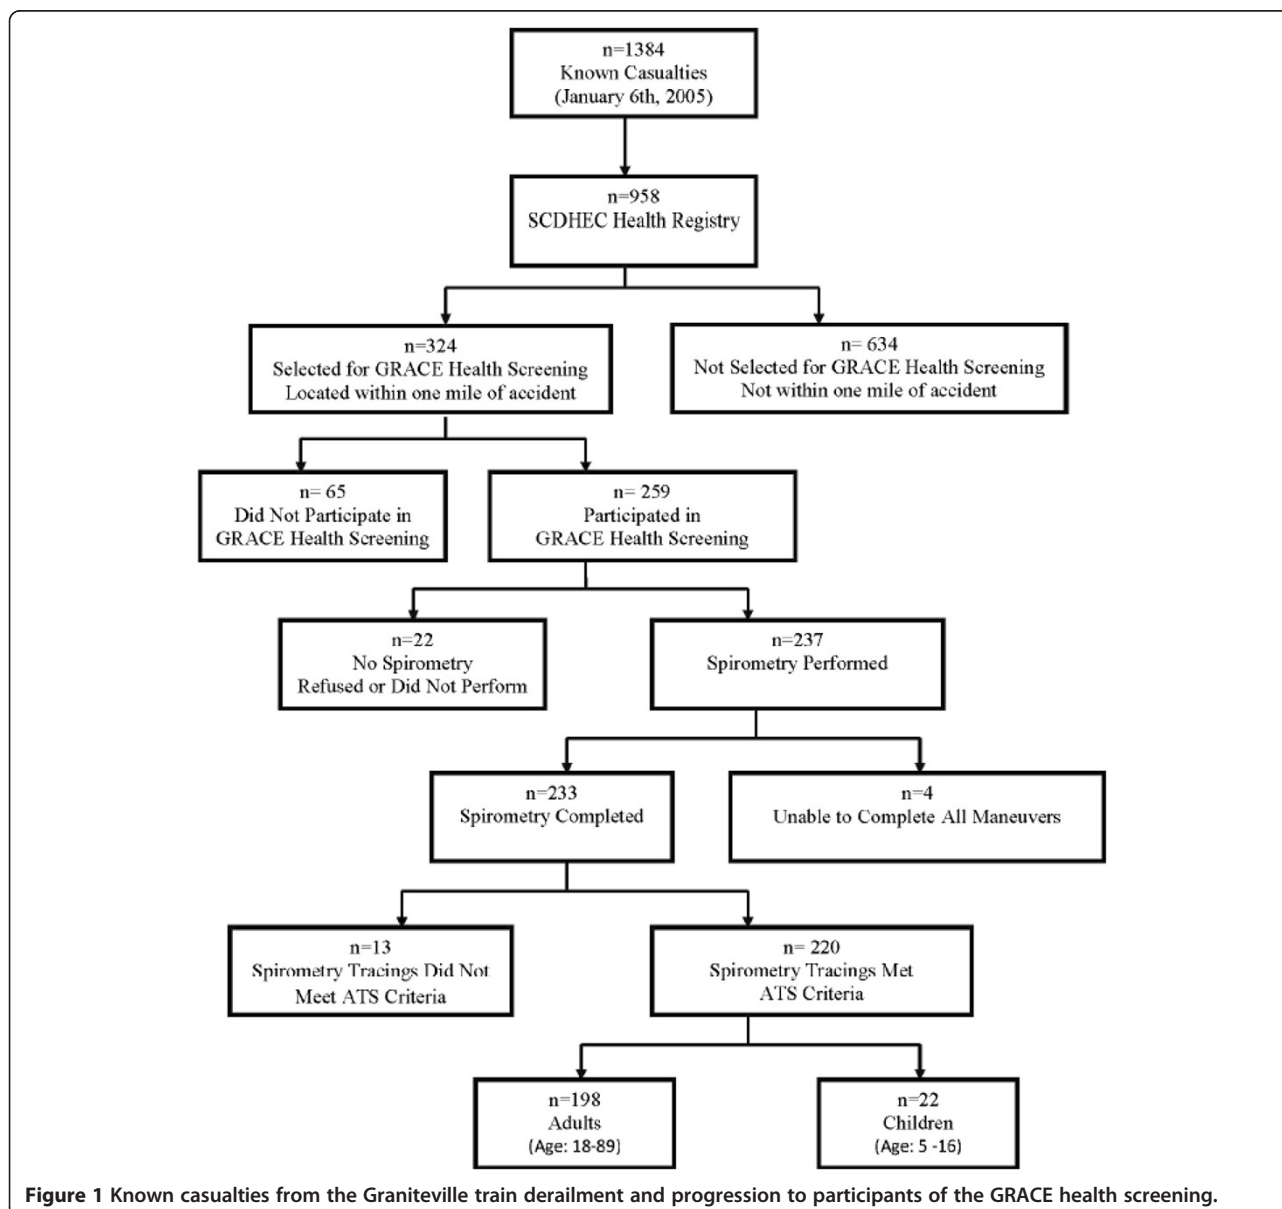 n=1384
Known Casualties
(January 6th, 2005)
n=958
SCDHEC Health Registry
n=324
Selected for GRACE Health Screening
Located within one mile of accident
n= 634
Not Selected for GRACE Health Screening
Not within one mile of accident
n= 65
Did Not Participate in
GRACE Health Screening
n= 259
Participated in
GRACE Health Screening
n=22
No Spirometry
Refused or Did Not Perform
n=237
Spirometry Performed
n=233
Spirometry Completed
n=4
Unable to Complete All Maneuvers
n=13
Spirometry Tracings Did Not
Meet ATS Criteria
n= 220
Spirometry Tracings Met
ATS Criteria
n=198
Adults
(Age: 18-89)
n=22
Children
(Age: 5 -16)
Figure 1 Known casualties from the Graniteville train derailment and progression to participants of the GRACE health screening.